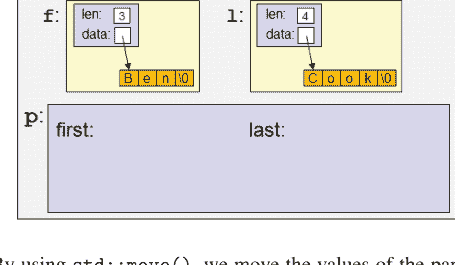 f: len: 3 l: len: 4
data: data:
B e n \0 C o o k \0
p:
first: last:
By using std::move(), we move the values of the par